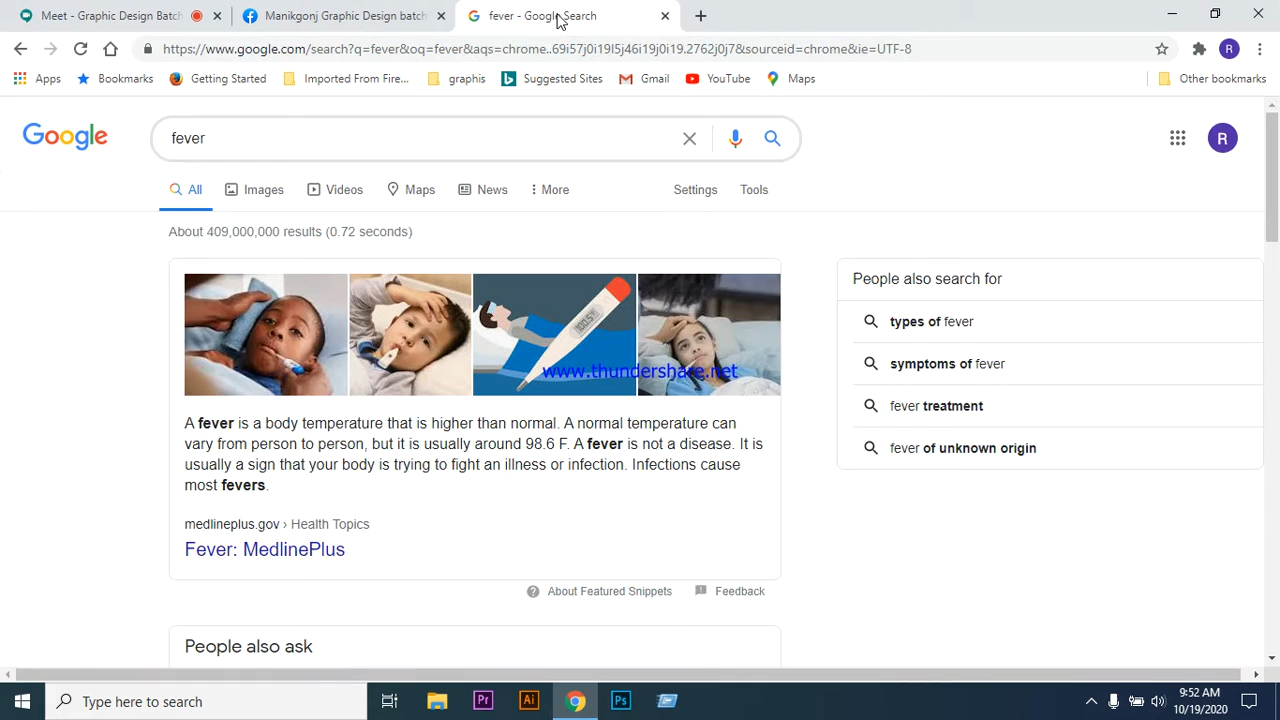 Meet - Graphic Design Batch
Manikgonj Graphic Design batch
fever - Google Search
https://www.google.com/search?q=fever&oq=fever&aqs=chrome..69i57j0i19l5j46i19j0i19.2762j0j7&sourceid=chrome&ie=UTF-8
R
Apps
Bookmarks
Getting Started
Imported From Fire...
graphis
Suggested Sites
Gmail
YouTube
Maps
Other bookmarks
Google
fever
R
All
Images
Videos
Maps
News
More
Settings
Tools
About 409,000,000 results (0.72 seconds)
www.thundershare.net
A fever is a body temperature that is higher than normal. A normal temperature can
vary from person to person, but it is usually around 98.6 F. A fever is not a disease. It is
usually a sign that your body is trying to fight an illness or infection. Infections cause
most fevers.
medlineplus.gov › Health Topics
Fever: MedlinePlus
About Featured Snippets
Feedback
People also ask
People also search for
types of fever
symptoms of fever
fever treatment
fever of unknown origin
Type here to search
Pr
Ai
Ps
9:52 AM
10/19/2020